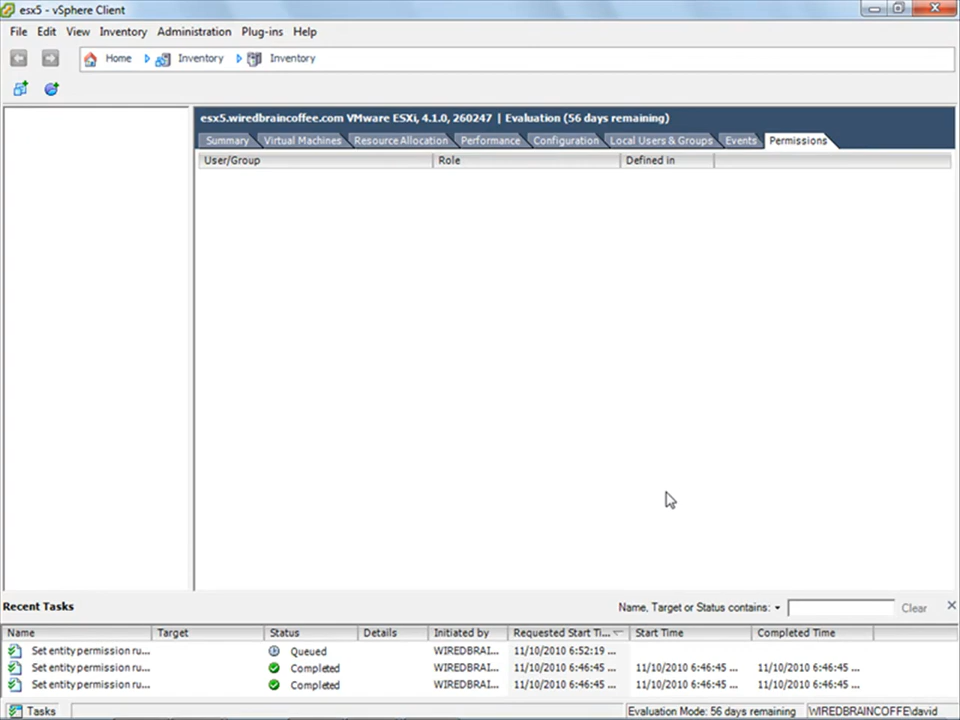 esx5 - vSphere Client
File Edit View Inventory Administration Plug-ins Help
Home Inventory Inventory
esx5.wiredbraincoffee.com VMware ESXi, 4.1.0, 260247 | Evaluation (56 days remaining)
Summary Virtual Machines Resource Allocation Performance Configuration Local Users & Groups Events Permissions
User/Group Role Defined in
Recent Tasks Name, Target or Status contains: Clear
Name Target Status Details Initiated by Requested Start Ti... Start Time Completed Time
Set entity permission ru... Queued WIREDBRAI... 11/10/2010 6:52:19 ...
Set entity permission ru... Completed WIREDBRAI... 11/10/2010 6:46:45 ... 11/10/2010 6:46:45 ... 11/10/2010 6:46:45 ...
Set entity permission ru... Completed WIREDBRAI... 11/10/2010 6:46:45 ... 11/10/2010 6:46:45 ... 11/10/2010 6:46:45 ...
Tasks Evaluation Mode: 56 days remaining WIREDBRAINCOFFE\david